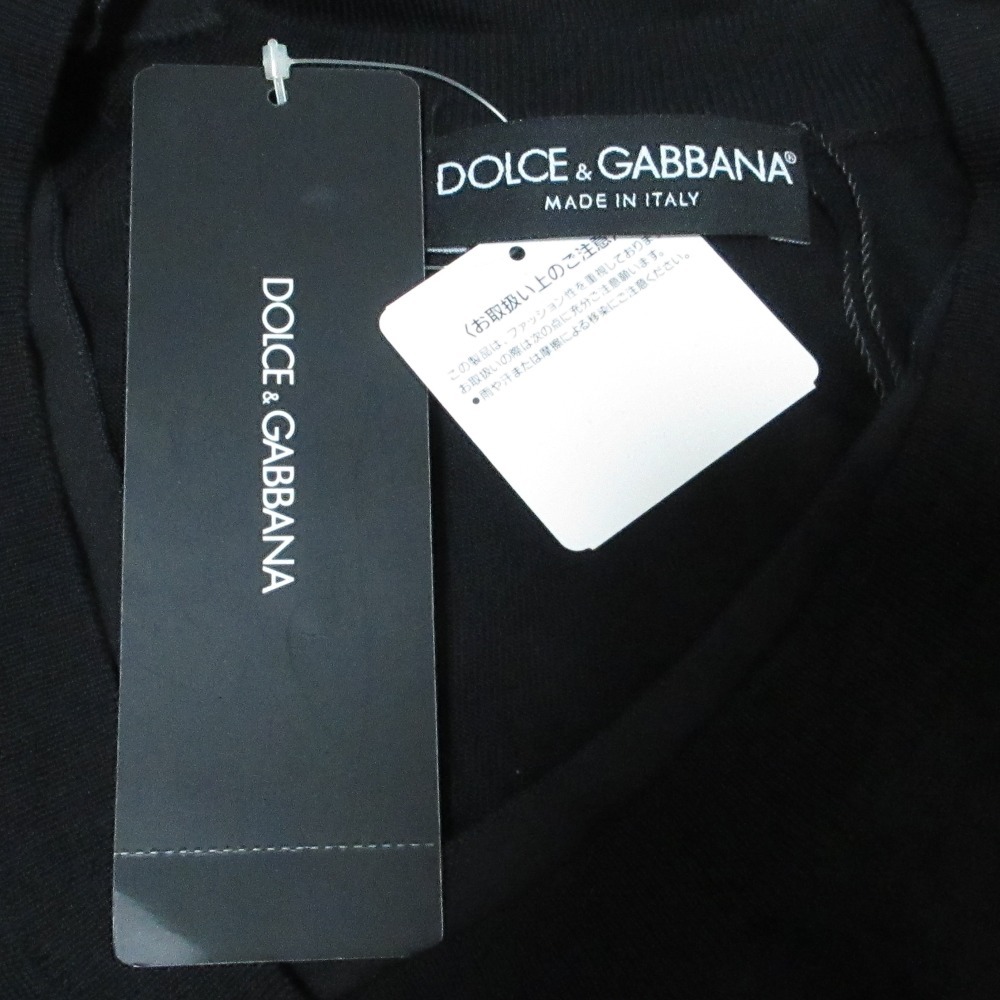 DOLCE & GABBANA
DOLCE & GABBANA®
MADE IN ITALY
(お取扱い上のご注意
この製品は、ファッション性を重視しておりま
お取扱いの際は次の点に充分ご注意願います。
●雨や汗または摩擦による移染にご注意ください。